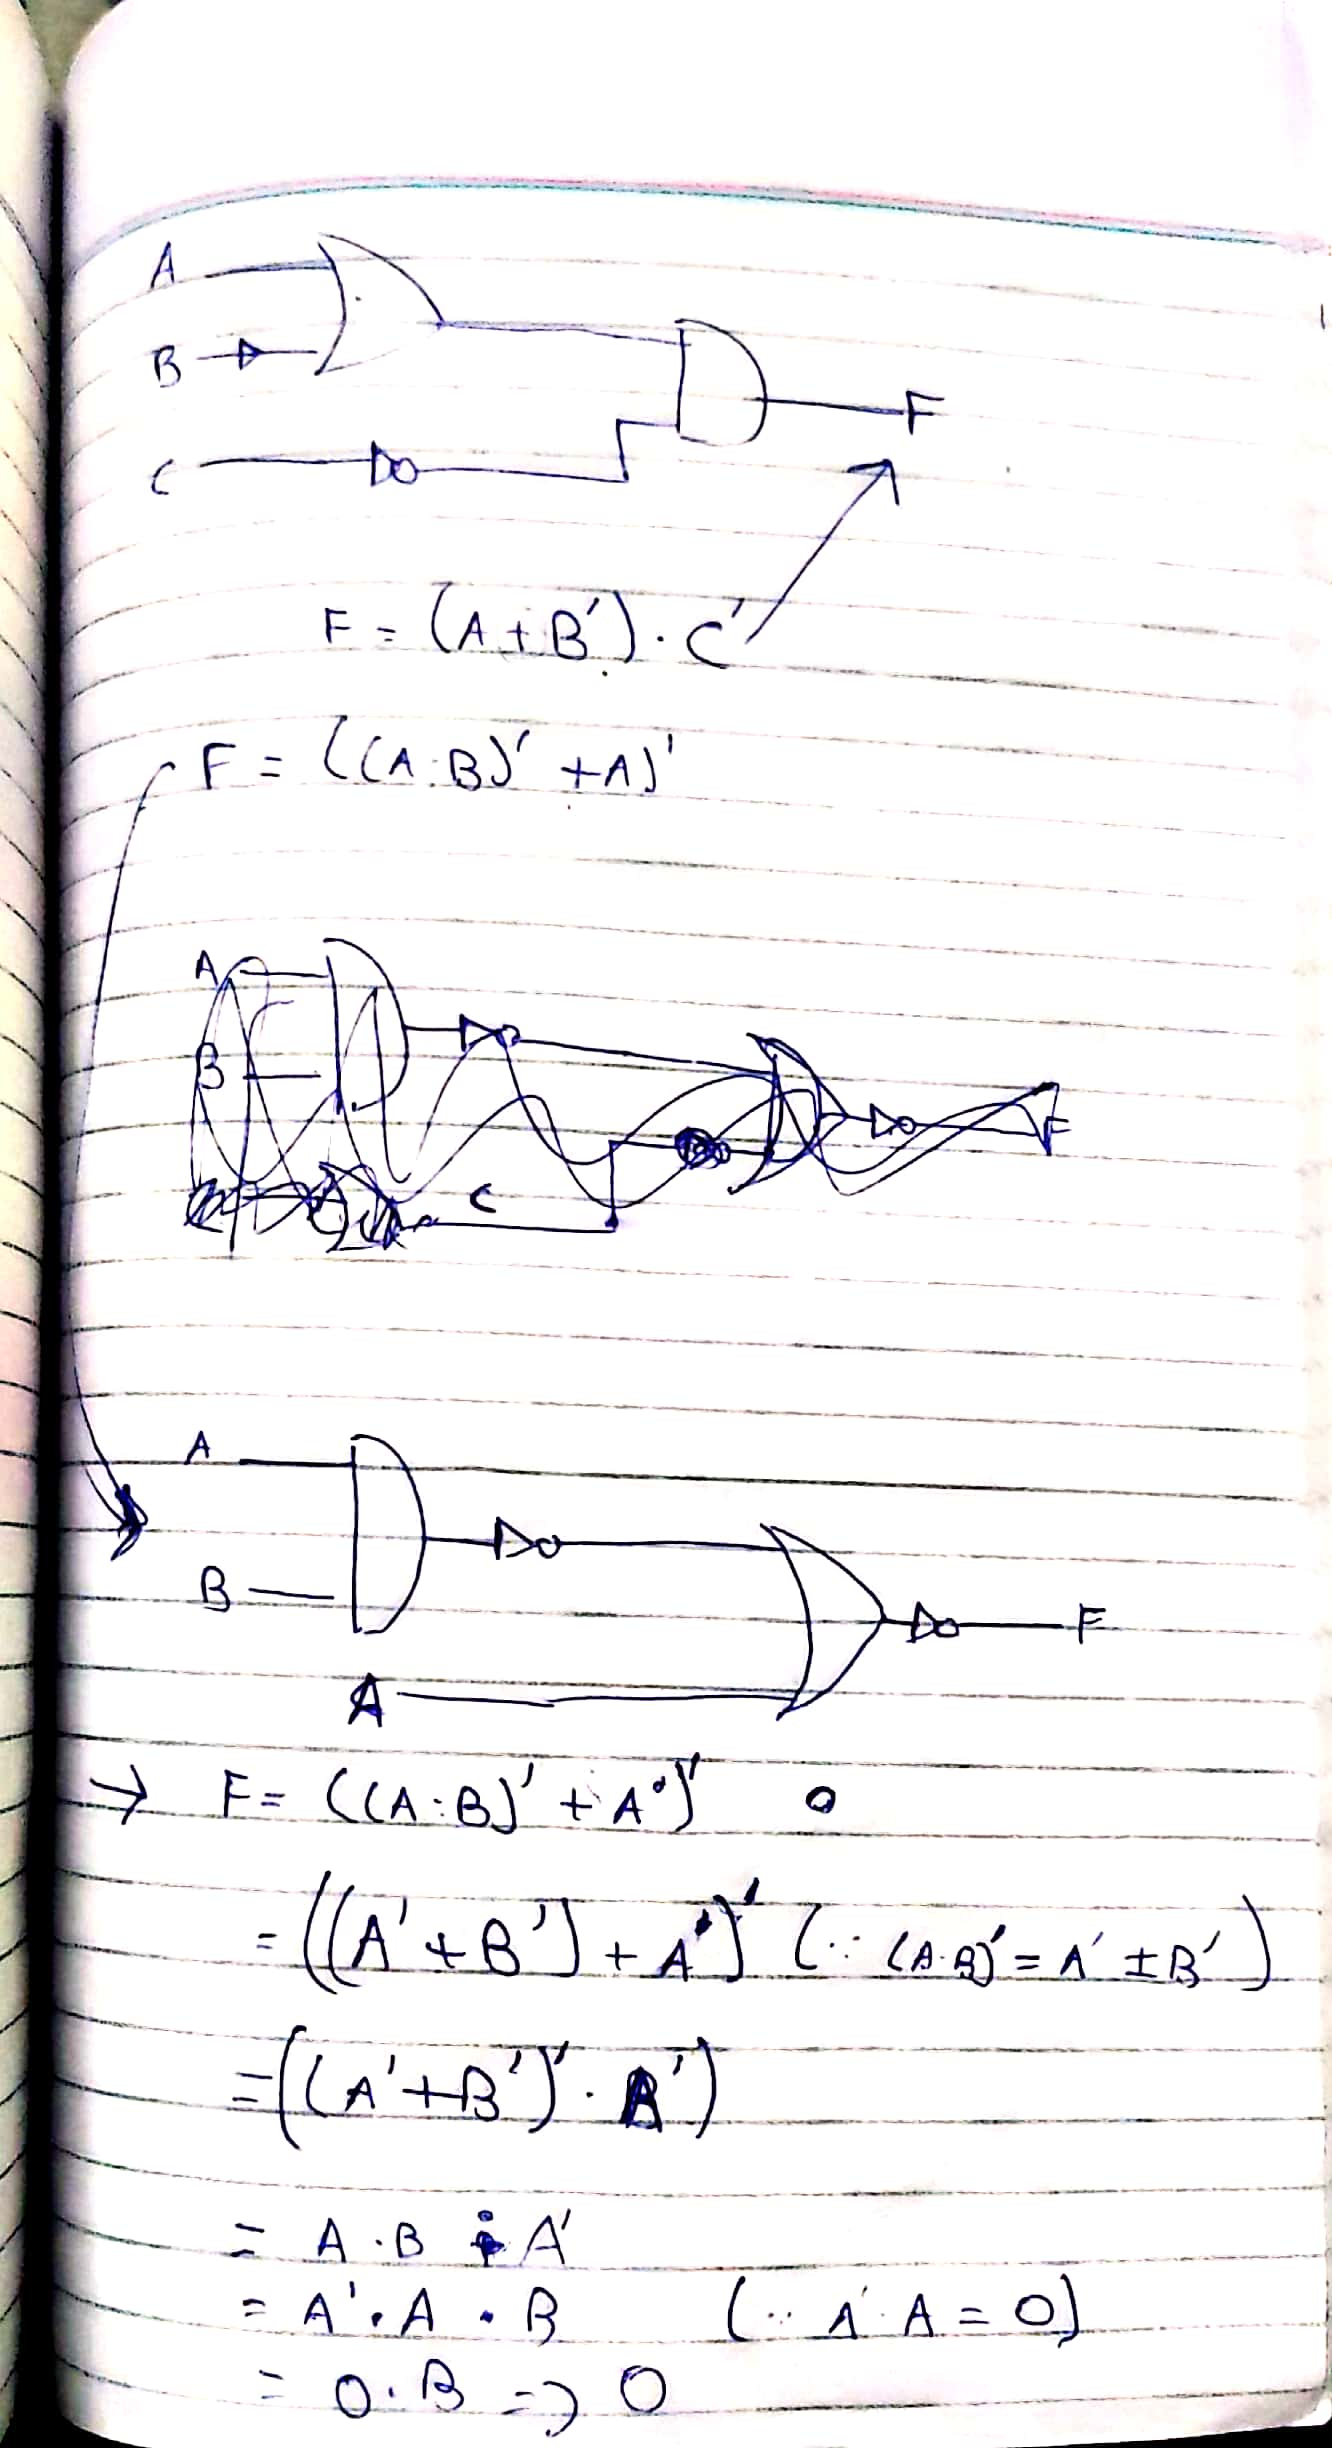 A
B
C
F
F = (A+B')·C'
F = ((A·B)' +A)'
A
B
C
F
A
B
A
F
→ F = ((A·B)' + A)'
= ((A'+B') + A)' (∵ (A·B)' = A' + B')
= ((A'+B')'· A')
= A·B · A'
= A'·A·B (∵ A'·A = 0)
= 0·B => 0